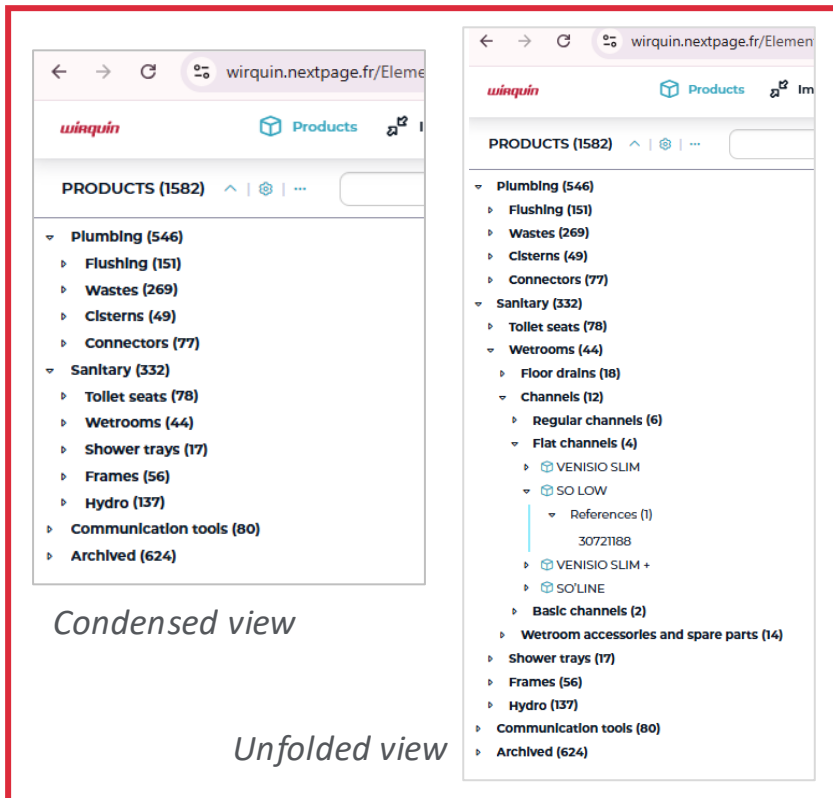 wirquin.nextpage.fr/Eleme
wirquin
Products
PRODUCTS (1582)
Plumbing (546)
Flushing (151)
Wastes (269)
Cisterns (49)
Connectors (77)
Sanitary (332)
Toilet seats (78)
Wetrooms (44)
Shower trays (17)
Frames (56)
Hydro (137)
Communication tools (80)
Archived (624)
Condensed view
wirquin.nextpage.fr/Elemen
wirquin
Products
Im
PRODUCTS (1582)
Plumbing (546)
Flushing (151)
Wastes (269)
Cisterns (49)
Connectors (77)
Sanitary (332)
Toilet seats (78)
Wetrooms (44)
Floor drains (18)
Channels (12)
Regular channels (6)
Flat channels (4)
VENISIO SLIM
SO LOW
References (1)
30721188
VENISIO SLIM +
SO'LINE
Basic channels (2)
Wetroom accessories and spare parts (14)
Shower trays (17)
Frames (56)
Hydro (137)
Communication tools (80)
Archived (624)
Unfolded view